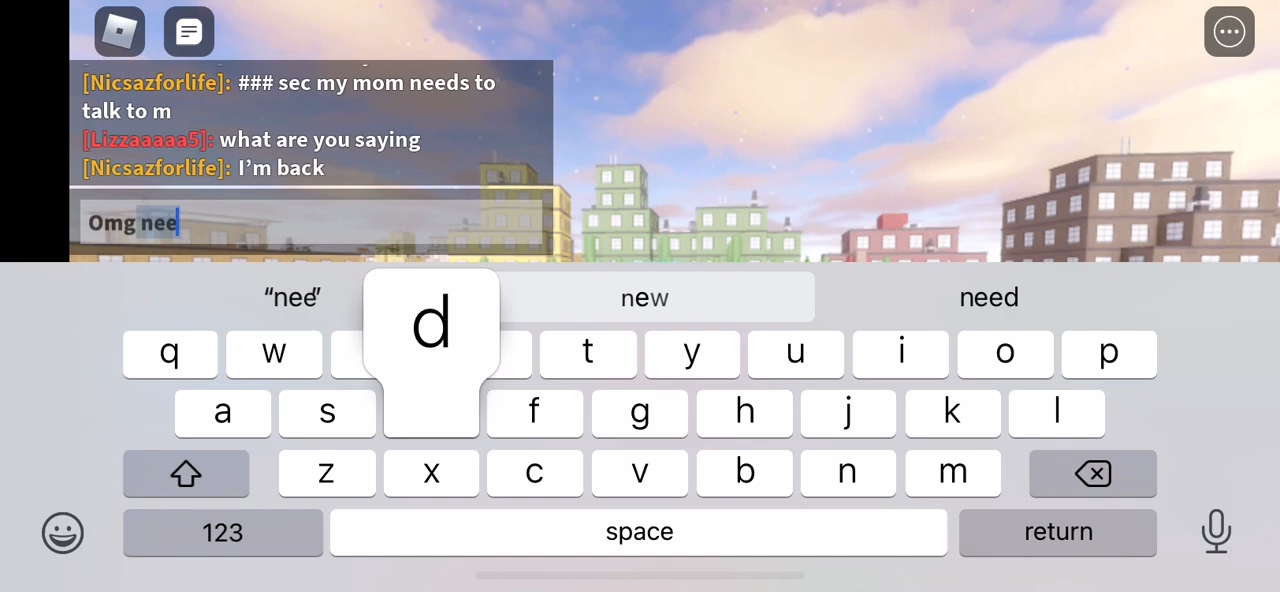 [Nicsazforlife]: ### sec my mom needs to
talk to m
[Lizzaaaaa5]: what are you saying
[Nicsazforlife]: I'm back
Omg nee
“nee” new need
d
q w t y u i o p
a s f g h j k l
z x c v b n m
123 space return